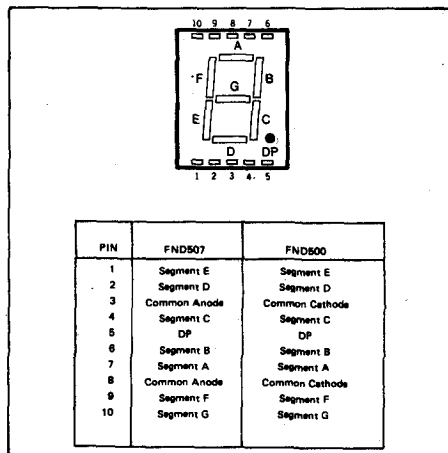 10 9 8 7 6
A
F
B
G
E
C
D
DP
1 2 3 4 5
PIN FND507 FND500
1 Segment E Segment E
2 Segment D Segment D
3 Common Anode Common Cathode
4 Segment C Segment C
5 DP DP
6 Segment B Segment B
7 Segment A Segment A
8 Common Anode Common Cathode
9 Segment F Segment F
10 Segment G Segment G